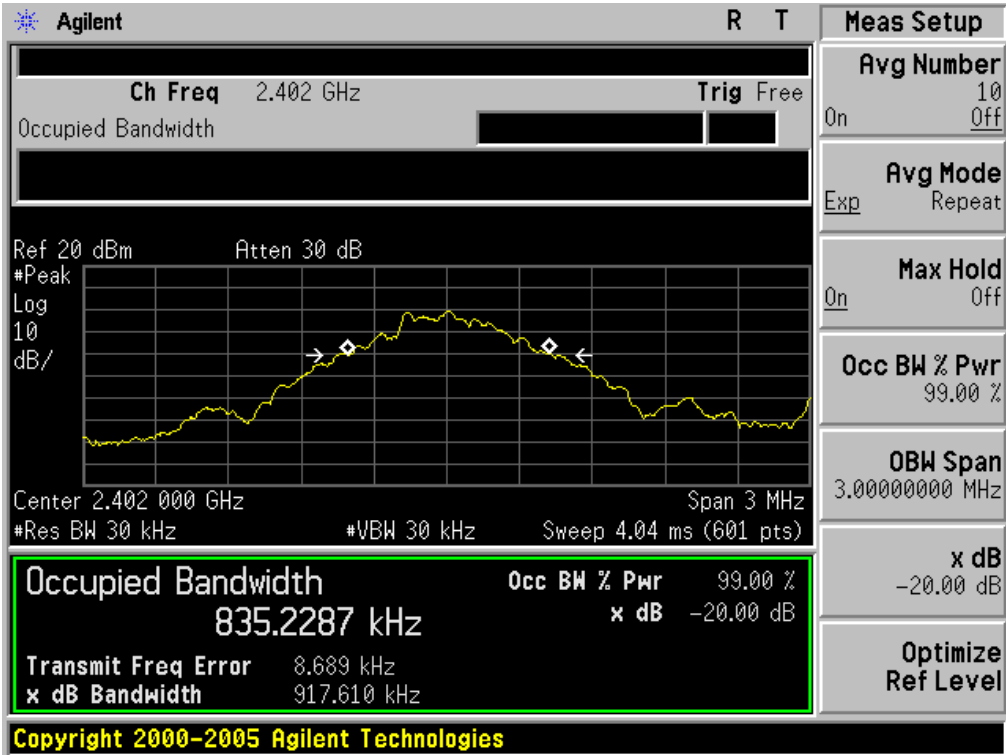 Agilent R T
Ch Freq 2.402 GHz Trig Free
Occupied Bandwidth
Ref 20 dBm Atten 30 dB
#Peak
Log
10
dB/
Center 2.402 000 GHz Span 3 MHz
#Res BW 30 kHz #VBW 30 kHz Sweep 4.04 ms (601 pts)
Occupied Bandwidth Occ BW % Pwr 99.00 %
835.2287 kHz x dB -20.00 dB
Transmit Freq Error 8.689 kHz
x dB Bandwidth 917.610 kHz
Copyright 2000-2005 Agilent Technologies
Meas Setup
Avg Number
10
On Off
Avg Mode
Exp Repeat
Max Hold
On Off
Occ BW % Pwr
99.00 %
OBW Span
3.00000000 MHz
x dB
-20.00 dB
Optimize
Ref Level